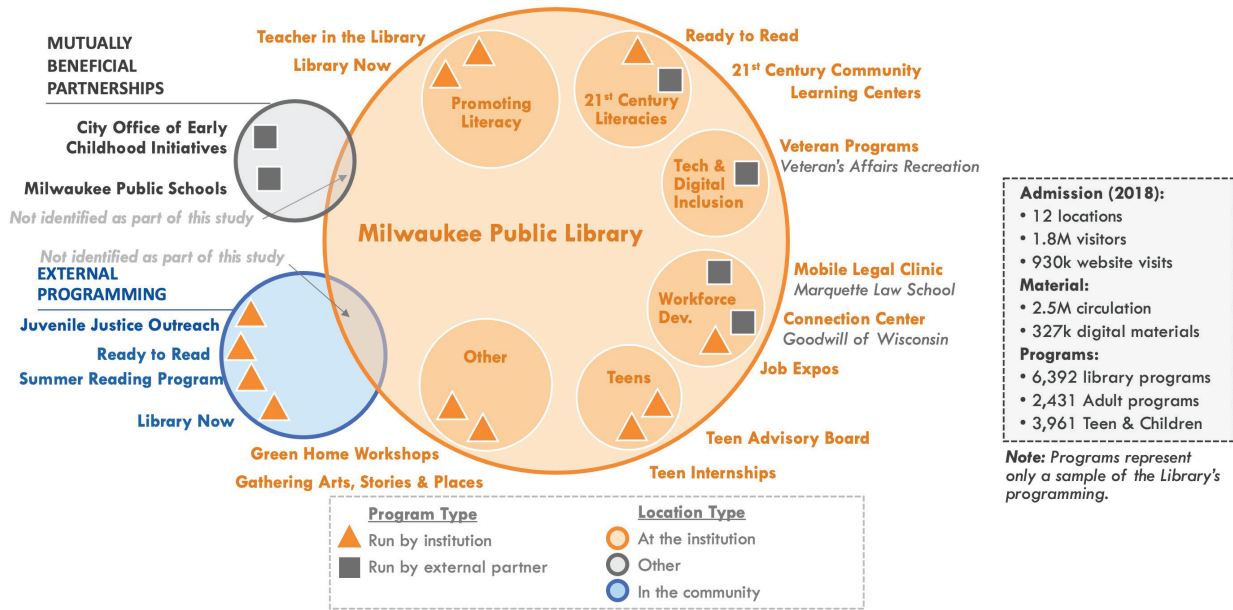 MUTUALLY
BENEFICIAL
PARTNERSHIPS
City Office of Early
Childhood Initiatives
Milwaukee Public Schools
Not identified as part of this study
Not identified as part of this study
EXTERNAL
PROGRAMMING
Juvenile Justice Outreach
Ready to Read
Summer Reading Program
Library Now
Teacher in the Library
Library Now
Promoting
Literacy
21st Century
Literacies
Ready to Read
21st Century Community
Learning Centers
Tech &
Digital
Inclusion
Veteran Programs
Veteran's Affairs Recreation
Milwaukee Public Library
Workforce
Dev.
Mobile Legal Clinic
Marquette Law School
Connection Center
Goodwill of Wisconsin
Job Expos
Teens
Teen Advisory Board
Teen Internships
Other
Green Home Workshops
Gathering Arts, Stories & Places
Program Type
Run by institution
Run by external partner
Location Type
At the institution
Other
In the community
Admission (2018):
• 12 locations
• 1.8M visitors
• 930k website visits
Material:
• 2.5M circulation
• 327k digital materials
Programs:
• 6,392 library programs
• 2,431 Adult programs
• 3,961 Teen & Children
Note: Programs represent
only a sample of the Library's
programming.